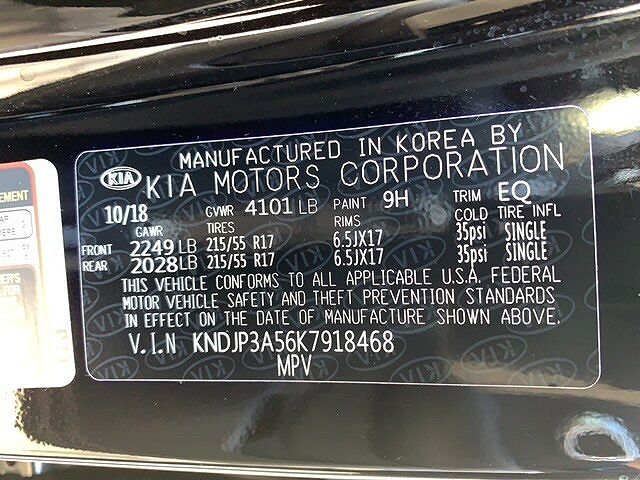 MANUFACTURED IN KOREA BY
KIA KIA MOTORS CORPORATION
10/18 GVWR 4101 LB PAINT 9H TRIM EQ
GAWR TIRES RIMS COLD TIRE INFL
FRONT 2249 LB 215/55 R17 6.5JX17 35psi SINGLE
REAR 2028 LB 215/55 R17 6.5JX17 35psi SINGLE
THIS VEHICLE CONFORMS TO ALL APPLICABLE U.S.A. FEDERAL
MOTOR VEHICLE SAFETY AND THEFT PREVENTION STANDARDS
IN EFFECT ON THE DATE OF MANUFACTURE SHOWN ABOVE.
V.I.N KNDJP3A56K7918468
MPV